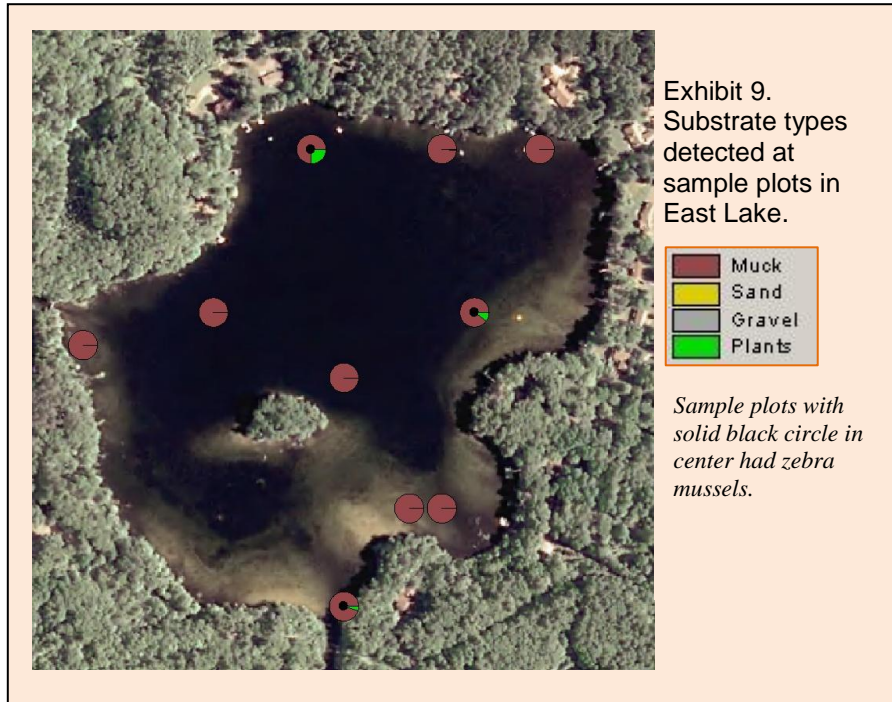 Exhibit 9.
Substrate types
detected at
sample plots in
East Lake.
Muck
Sand
Gravel
Plants
Sample plots with
solid black circle in
center had zebra
mussels.